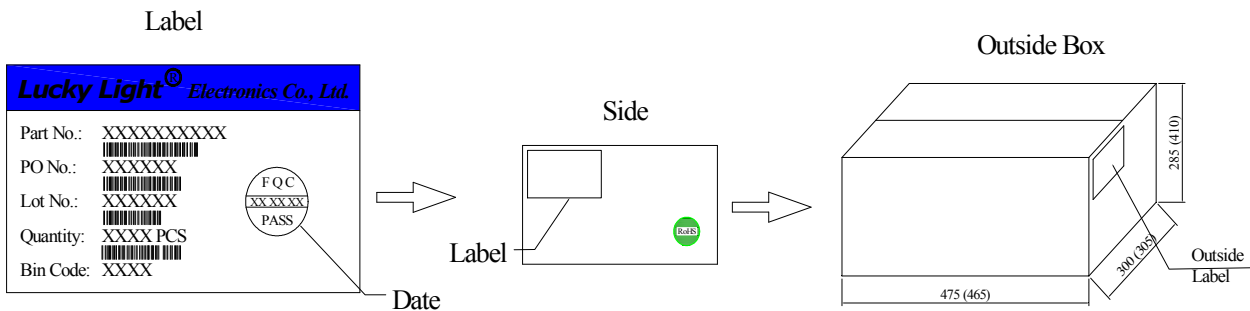 Label
Lucky Light® Electronics Co., Ltd.
Part No.: XXXXXXXXXX
PO No.: XXXXXX
Lot No.: XXXXXX
Quantity: XXXX PCS
Bin Code: XXXX
F Q C
XX XX XX
PASS
Date
Side
RoHS
Label
Outside Box
285 (410)
300 (305)
475 (465)
Outside
Label